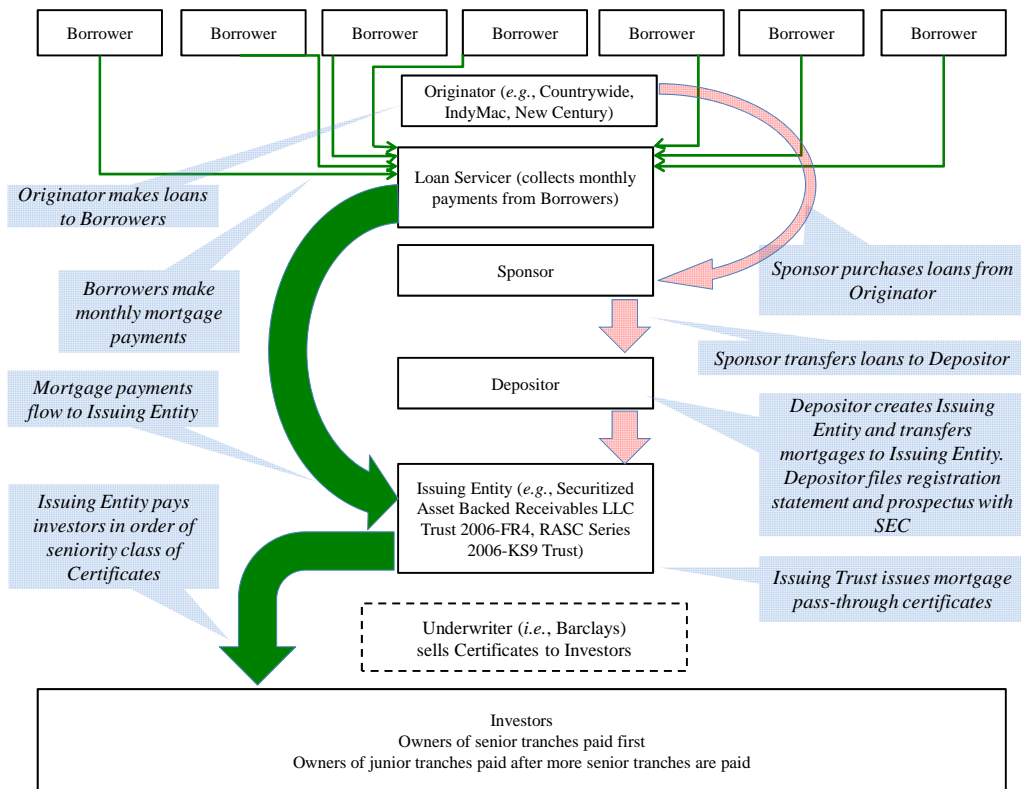 Borrower
Borrower
Borrower
Borrower
Borrower
Borrower
Borrower
Originator (e.g., Countrywide,
IndyMac, New Century)
Originator makes loans
to Borrowers
Loan Servicer (collects monthly
payments from Borrowers)
Sponsor
Sponsor purchases loans from
Originator
Borrowers make
monthly mortgage
payments
Sponsor transfers loans to Depositor
Mortgage payments
flow to Issuing Entity
Depositor
Depositor creates Issuing
Entity and transfers
mortgages to Issuing Entity.
Depositor files registration
statement and prospectus with
SEC
Issuing Entity pays
investors in order of
seniority class of
Certificates
Issuing Entity (e.g., Securitized
Asset Backed Receivables LLC
Trust 2006-FR4, RASC Series
2006-KS9 Trust)
Issuing Trust issues mortgage
pass-through certificates
Underwriter (i.e., Barclays)
sells Certificates to Investors
Investors
Owners of senior tranches paid first
Owners of junior tranches paid after more senior tranches are paid